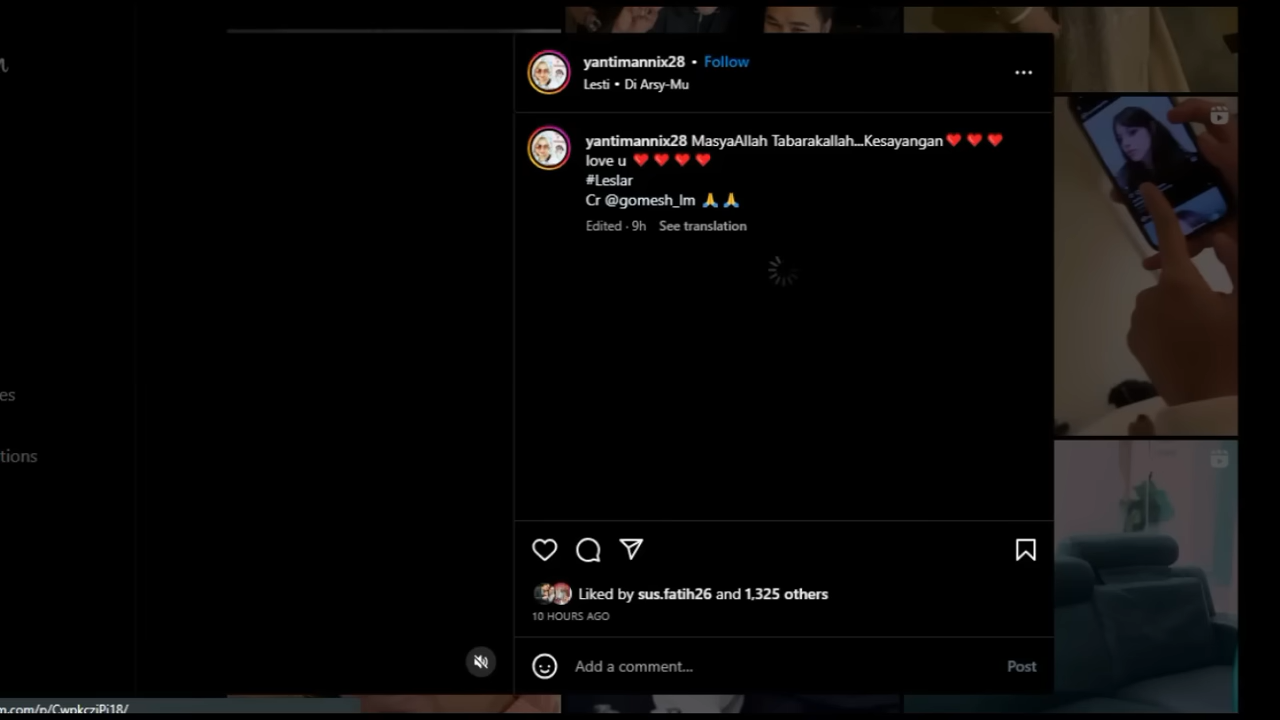 yantimannix28 • Follow
Lesti • Di Arsy-Mu
yantimannix28 MasyaAllah Tabarakallah...Kesayangan❤️❤️❤️
love u ❤️❤️❤️❤️
#Leslar
Cr @gomesh_lm 🙏🙏
Edited · 9h See translation
es
tions
Liked by sus.fatih26 and 1,325 others
10 HOURS AGO
Add a comment...
Post
m.com/p/CwpkcziPi18/